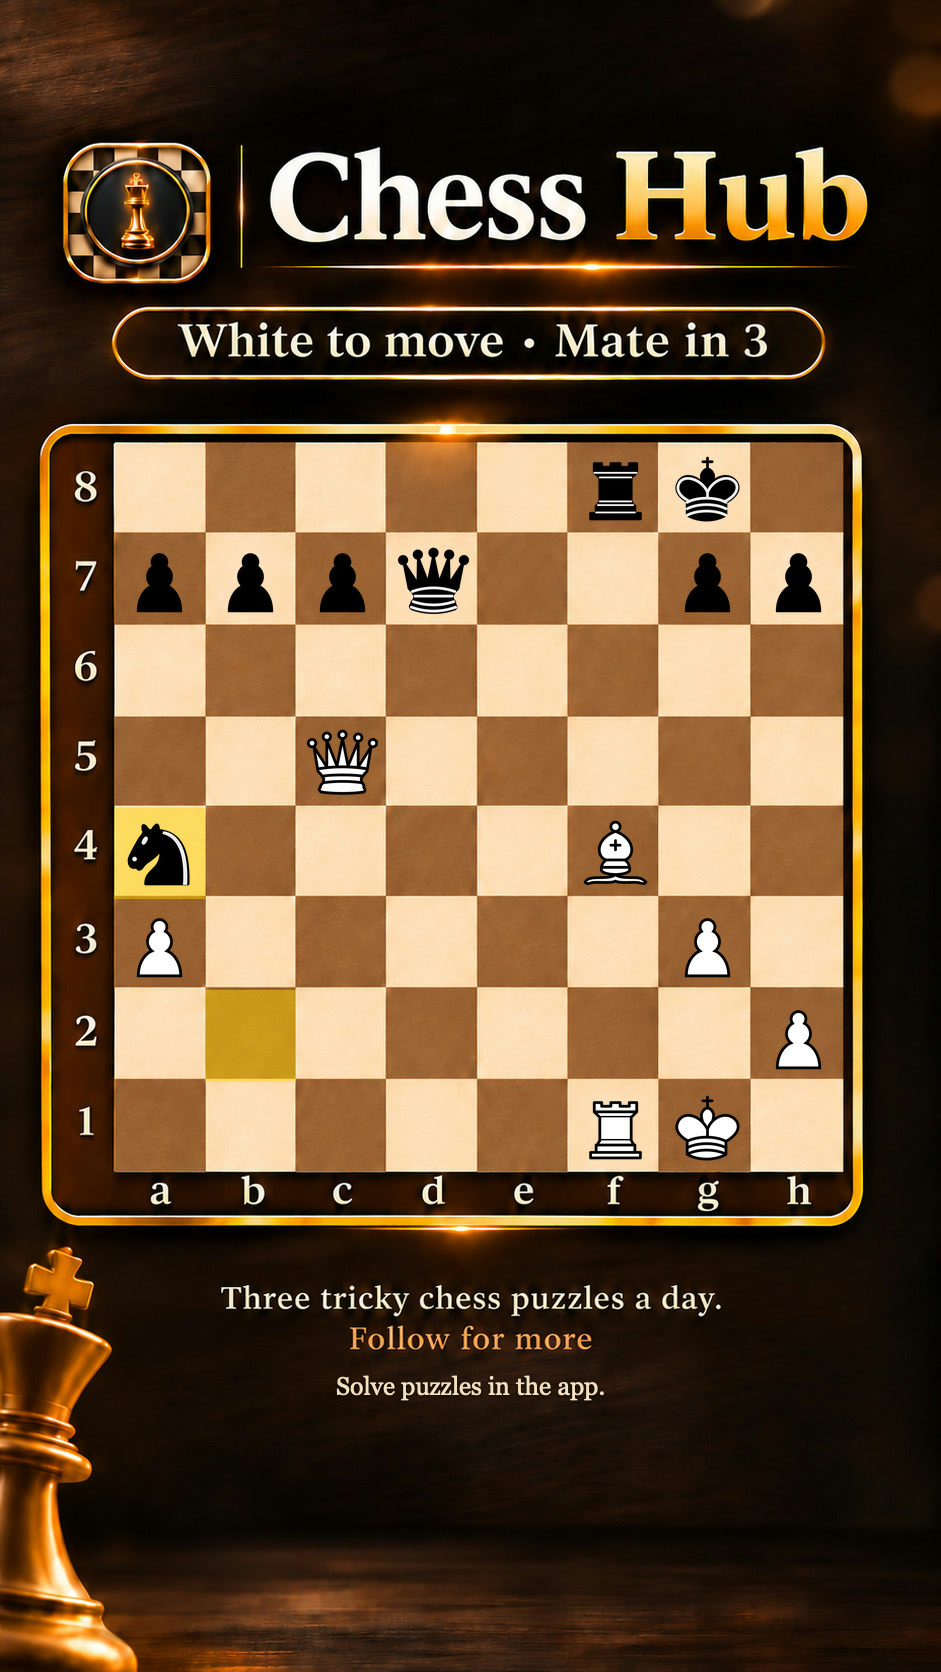 Chess Hub
White to move • Mate in 3
8
7
6
5
4
3
2
1
a b c d e f g h
Three tricky chess puzzles a day.
Follow for more
Solve puzzles in the app.